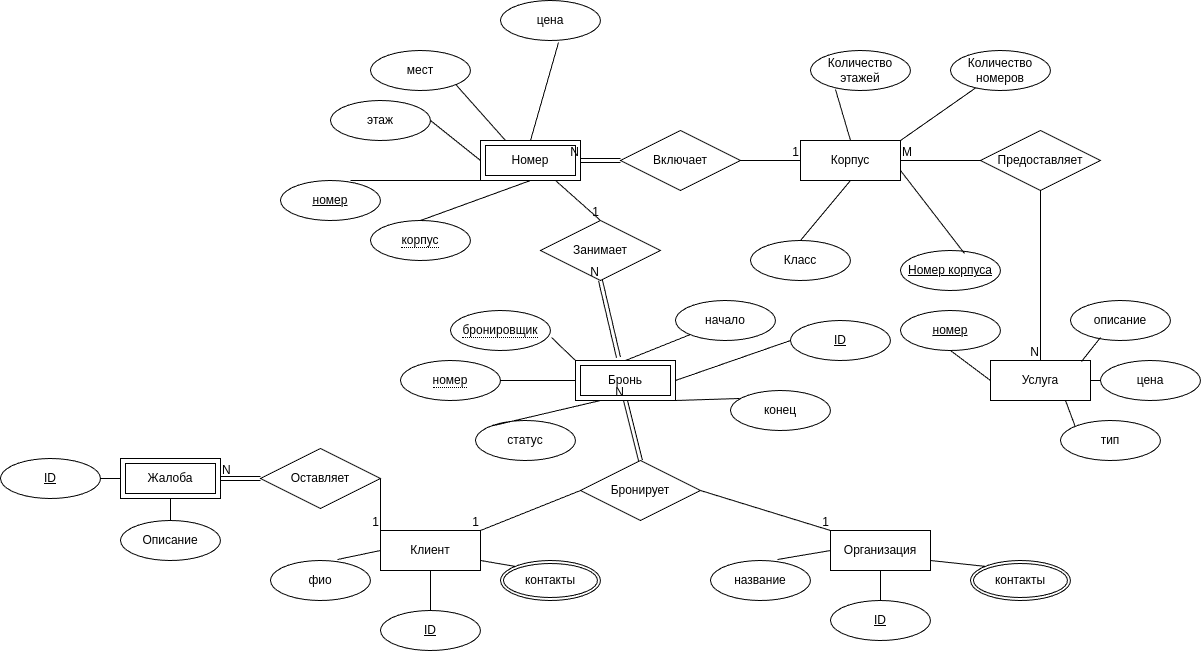 цена
мест
Количество
этажей
Количество
номеров
этаж
Номер
N
Включает
1
Корпус
M
Предоставляет
номер
корпус
1
Занимает
N
Класс
Номер корпуса
бронировщик
начало
ID
номер
описание
номер
Бронь
N
N
Услуга
цена
статус
конец
тип
ID
Жалоба
N
Оставляет
Бронирует
Описание
1
Клиент
1
1
Организация
фио
контакты
название
контакты
ID
ID